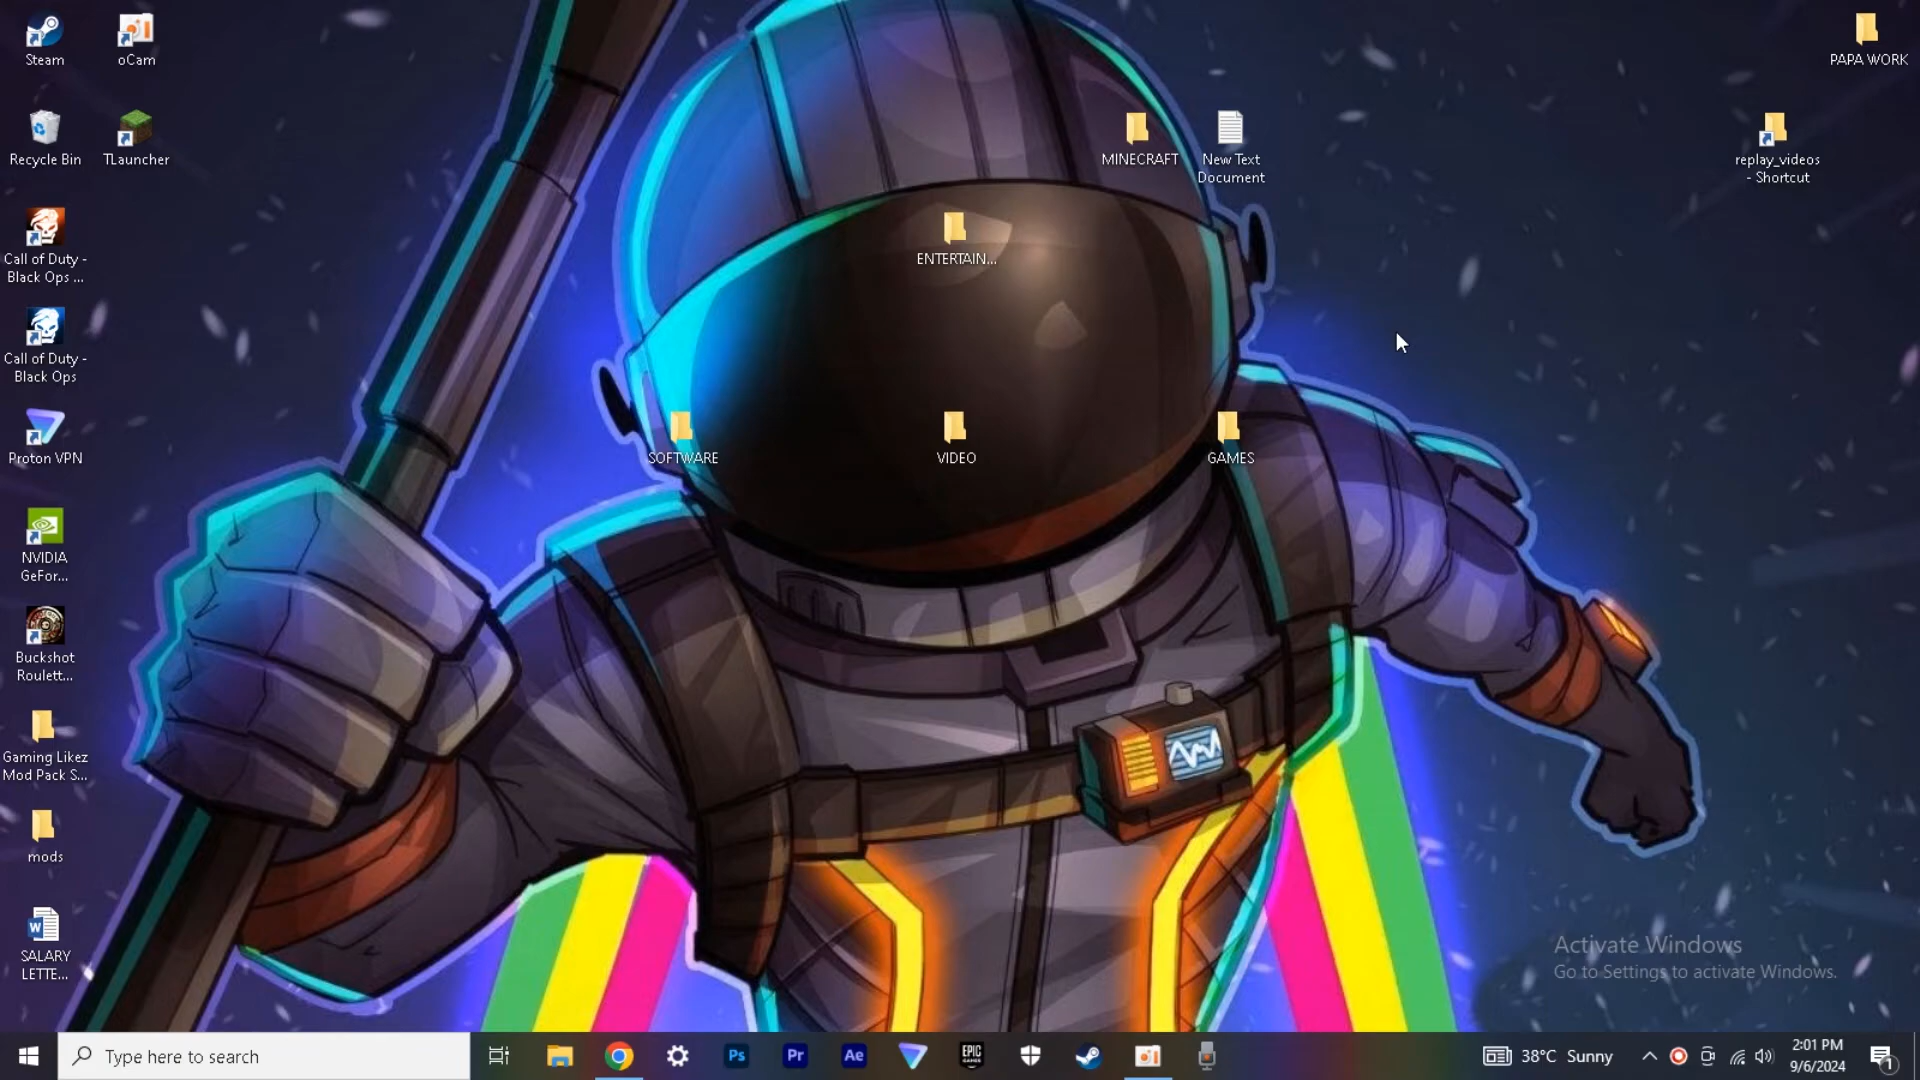 Steam
oCam
PAPA WORK
Recycle Bin
TLauncher
MINECRAFT
New Text
Document
replay_videos
- Shortcut
Call of Duty -
Black Ops ...
ENTERTAIN...
Call of Duty -
Black Ops
Proton VPN
SOFTWARE
VIDEO
GAMES
NVIDIA
GeFor...
Buckshot
Roulett...
Gaming Likez
Mod Pack S...
mods
SALARY
LETTE...
Activate Windows
Go to Settings to activate Windows.
Type here to search
Ps
Pr
Ae
EPIC
GAMES
38°C Sunny
2:01 PM
9/6/2024
1